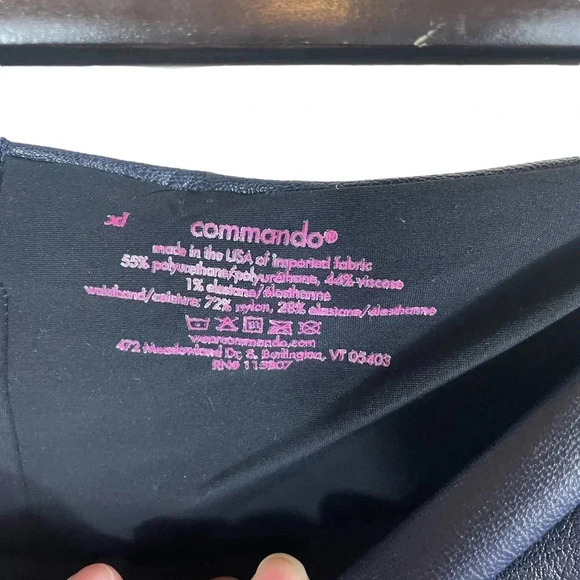 xl
commando®
made in the USA of imported fabric
55% polyurethane/polyuréthane, 44% viscose
1% elastane/élasthanne
waistband/ceinture: 72% nylon, 28% elastane/élasthanne
wearcommando.com
472 Meadowland Dr, S. Burlington, VT 05403
RN# 115807